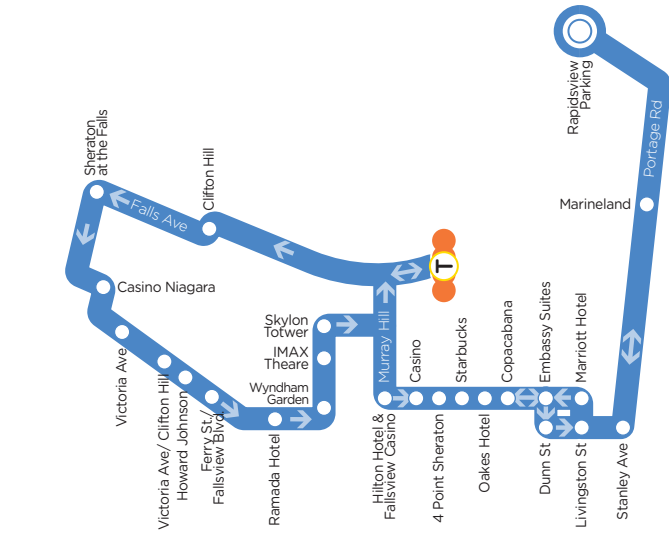 Rapidsview
Parking
Portage Rd
Marineland
Sheraton
at the Falls
Clifton Hill
Falls Ave
T
Casino Niagara
Victoria Ave
Victoria Ave/ Clifton Hill
Howard Johnson
Ferry St/
Fallsview Blvd.
Ramada Hotel
Wyndham
Garden
IMAX
Theare
Skylon
Totwer
Murray Hill
Hilton Hotel &
Fallsview Casino
Casino
4 Point Sheraton
Starbucks
Oakes Hotel
Copacabana
Embassy Suites
Dunn St
Marriott Hotel
Livingston St
Stanley Ave